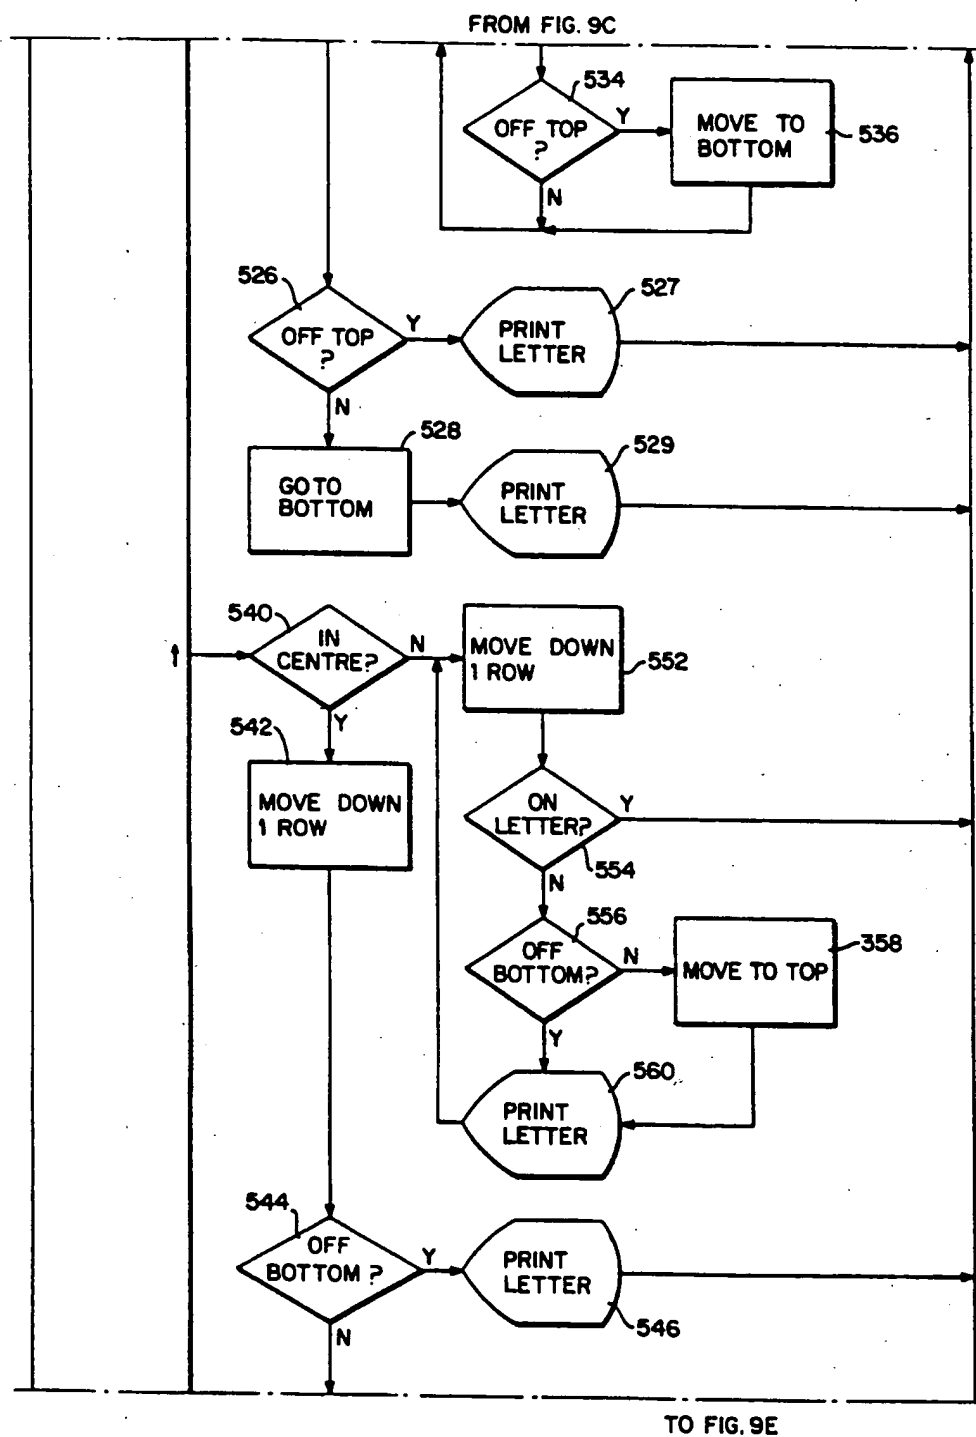 FROM FIG. 9C
534
OFF TOP
?
Y
MOVE TO
BOTTOM
536
N
526
OFF TOP
?
Y
PRINT
LETTER
527
N
528
GO TO
BOTTOM
PRINT
LETTER
529
540
IN
CENTRE?
N
MOVE DOWN
1 ROW
552
↑
Y
542
MOVE DOWN
1 ROW
ON
LETTER?
Y
554
N
556
OFF
BOTTOM?
N
MOVE TO TOP
358
Y
PRINT
LETTER
560
544
OFF
BOTTOM?
Y
PRINT
LETTER
546
N
TO FIG. 9E